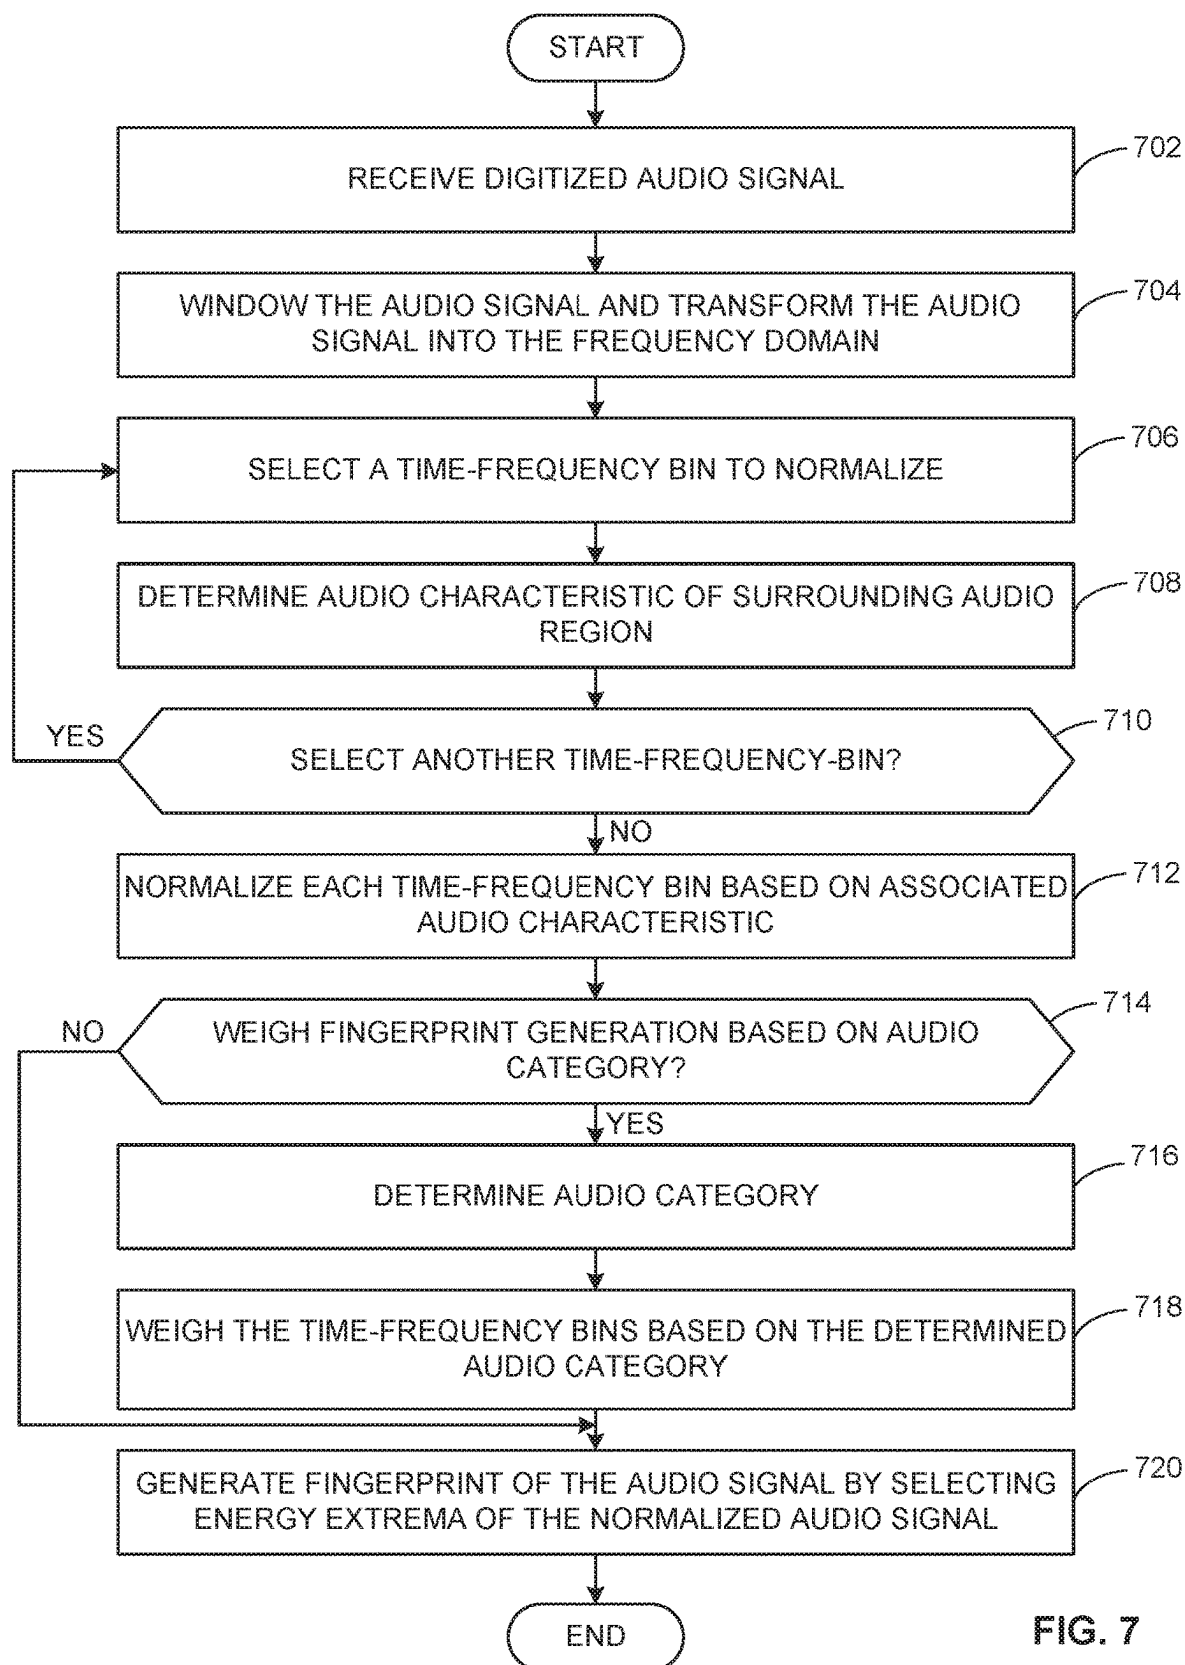 START
702
RECEIVE DIGITIZED AUDIO SIGNAL
704
WINDOW THE AUDIO SIGNAL AND TRANSFORM THE AUDIO
SIGNAL INTO THE FREQUENCY DOMAIN
706
SELECT A TIME-FREQUENCY BIN TO NORMALIZE
708
DETERMINE AUDIO CHARACTERISTIC OF SURROUNDING AUDIO
REGION
710
YES
SELECT ANOTHER TIME-FREQUENCY-BIN?
NO
712
NORMALIZE EACH TIME-FREQUENCY BIN BASED ON ASSOCIATED
AUDIO CHARACTERISTIC
714
NO
WEIGH FINGERPRINT GENERATION BASED ON AUDIO
CATEGORY?
YES
716
DETERMINE AUDIO CATEGORY
718
WEIGH THE TIME-FREQUENCY BINS BASED ON THE DETERMINED
AUDIO CATEGORY
720
GENERATE FINGERPRINT OF THE AUDIO SIGNAL BY SELECTING
ENERGY EXTREMA OF THE NORMALIZED AUDIO SIGNAL
END
FIG. 7